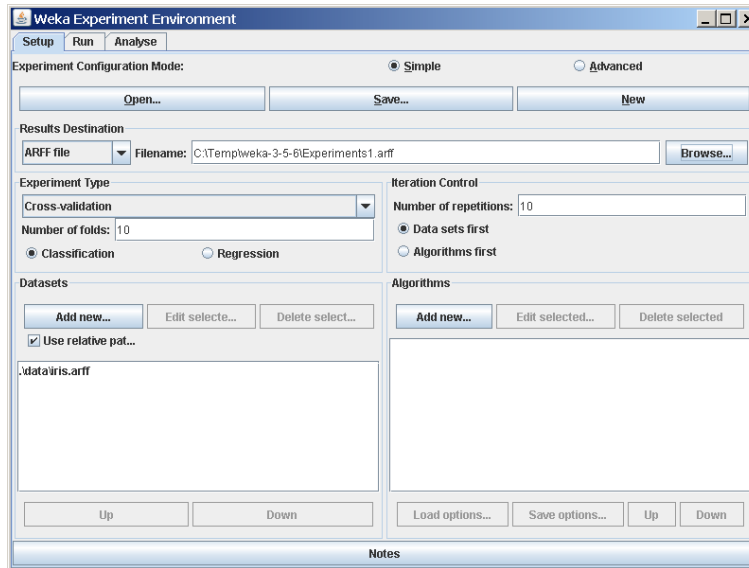 Weka Experiment Environment
Setup Run Analyse
Experiment Configuration Mode: Simple Advanced
Open... Save... New
Results Destination
ARFF file Filename: C:\Temp\weka-3-5-6\Experiments1.arff Browse...
Experiment Type
Cross-validation
Number of folds: 10
Classification Regression
Iteration Control
Number of repetitions: 10
Data sets first
Algorithms first
Datasets
Add new... Edit selecte... Delete select...
Use relative pat...
.\data\iris.arff
Up Down
Algorithms
Add new... Edit selected... Delete selected
Load options... Save options... Up Down
Notes